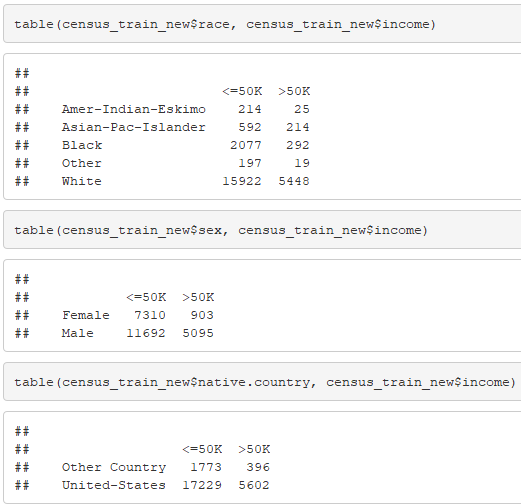 table(census_train_new$race, census_train_new$income)
##
##                      <=50K  >50K
##   Amer-Indian-Eskimo   214    25
##   Asian-Pac-Islander   592   214
##   Black               2077   292
##   Other                197    19
##   White              15922  5448
table(census_train_new$sex, census_train_new$income)
##
##          <=50K  >50K
##   Female  7310   903
##   Male   11692  5095
table(census_train_new$native.country, census_train_new$income)
##
##                 <=50K  >50K
##   Other Country  1773   396
##   United-States 17229  5602